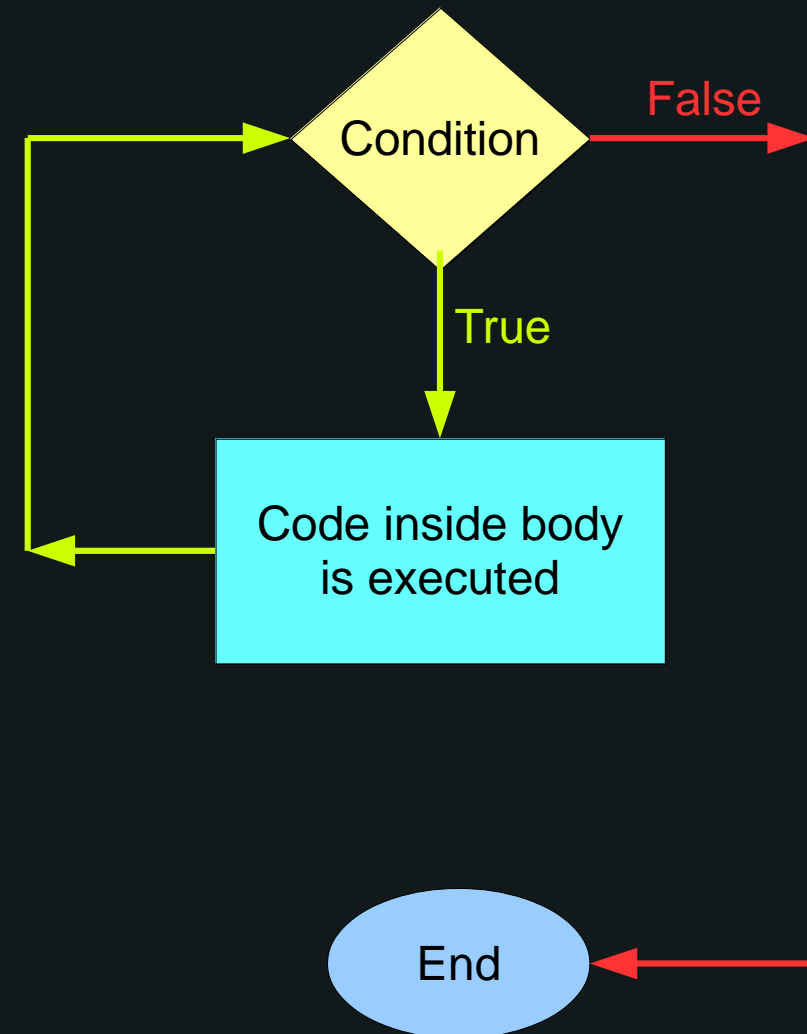 False
Condition
True
Code inside body
is executed
End